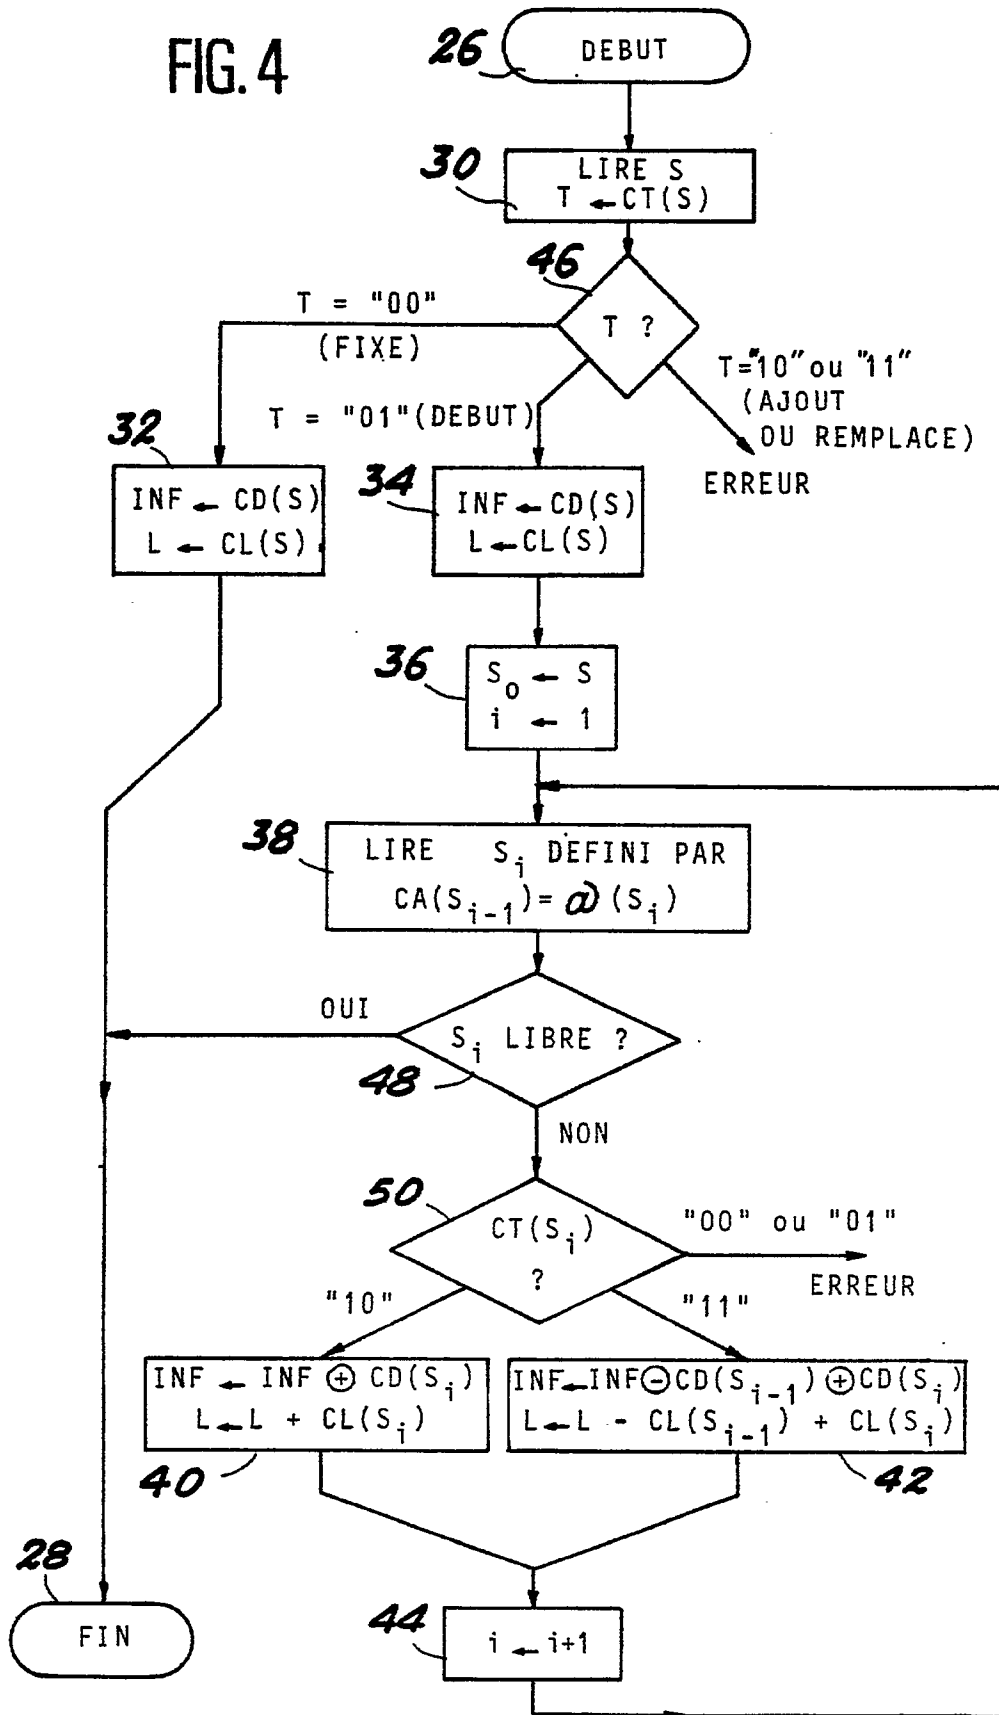 FIG. 4
26
DEBUT
30
LIRE S
T ← CT(S)
46
T ?
T = "00"
(FIXE)
T = "01" (DEBUT)
T="10" ou "11"
(AJOUT
OU REMPLACE)
ERREUR
32
INF ← CD(S)
L ← CL(S)
34
INF ← CD(S)
L ← CL(S)
36
S₀ ← S
i ← 1
38
LIRE Sᵢ DEFINI PAR
CA(Sᵢ₋₁) = @ (Sᵢ)
OUI
Sᵢ LIBRE ?
48
NON
50
CT(Sᵢ)
?
"00" ou "01"
ERREUR
"10"
"11"
INF ← INF ⊕ CD(Sᵢ)
L ← L + CL(Sᵢ)
40
INF ← INF ⊖ CD(Sᵢ₋₁) ⊕ CD(Sᵢ)
L ← L - CL(Sᵢ₋₁) + CL(Sᵢ)
42
28
FIN
44
i ← i+1